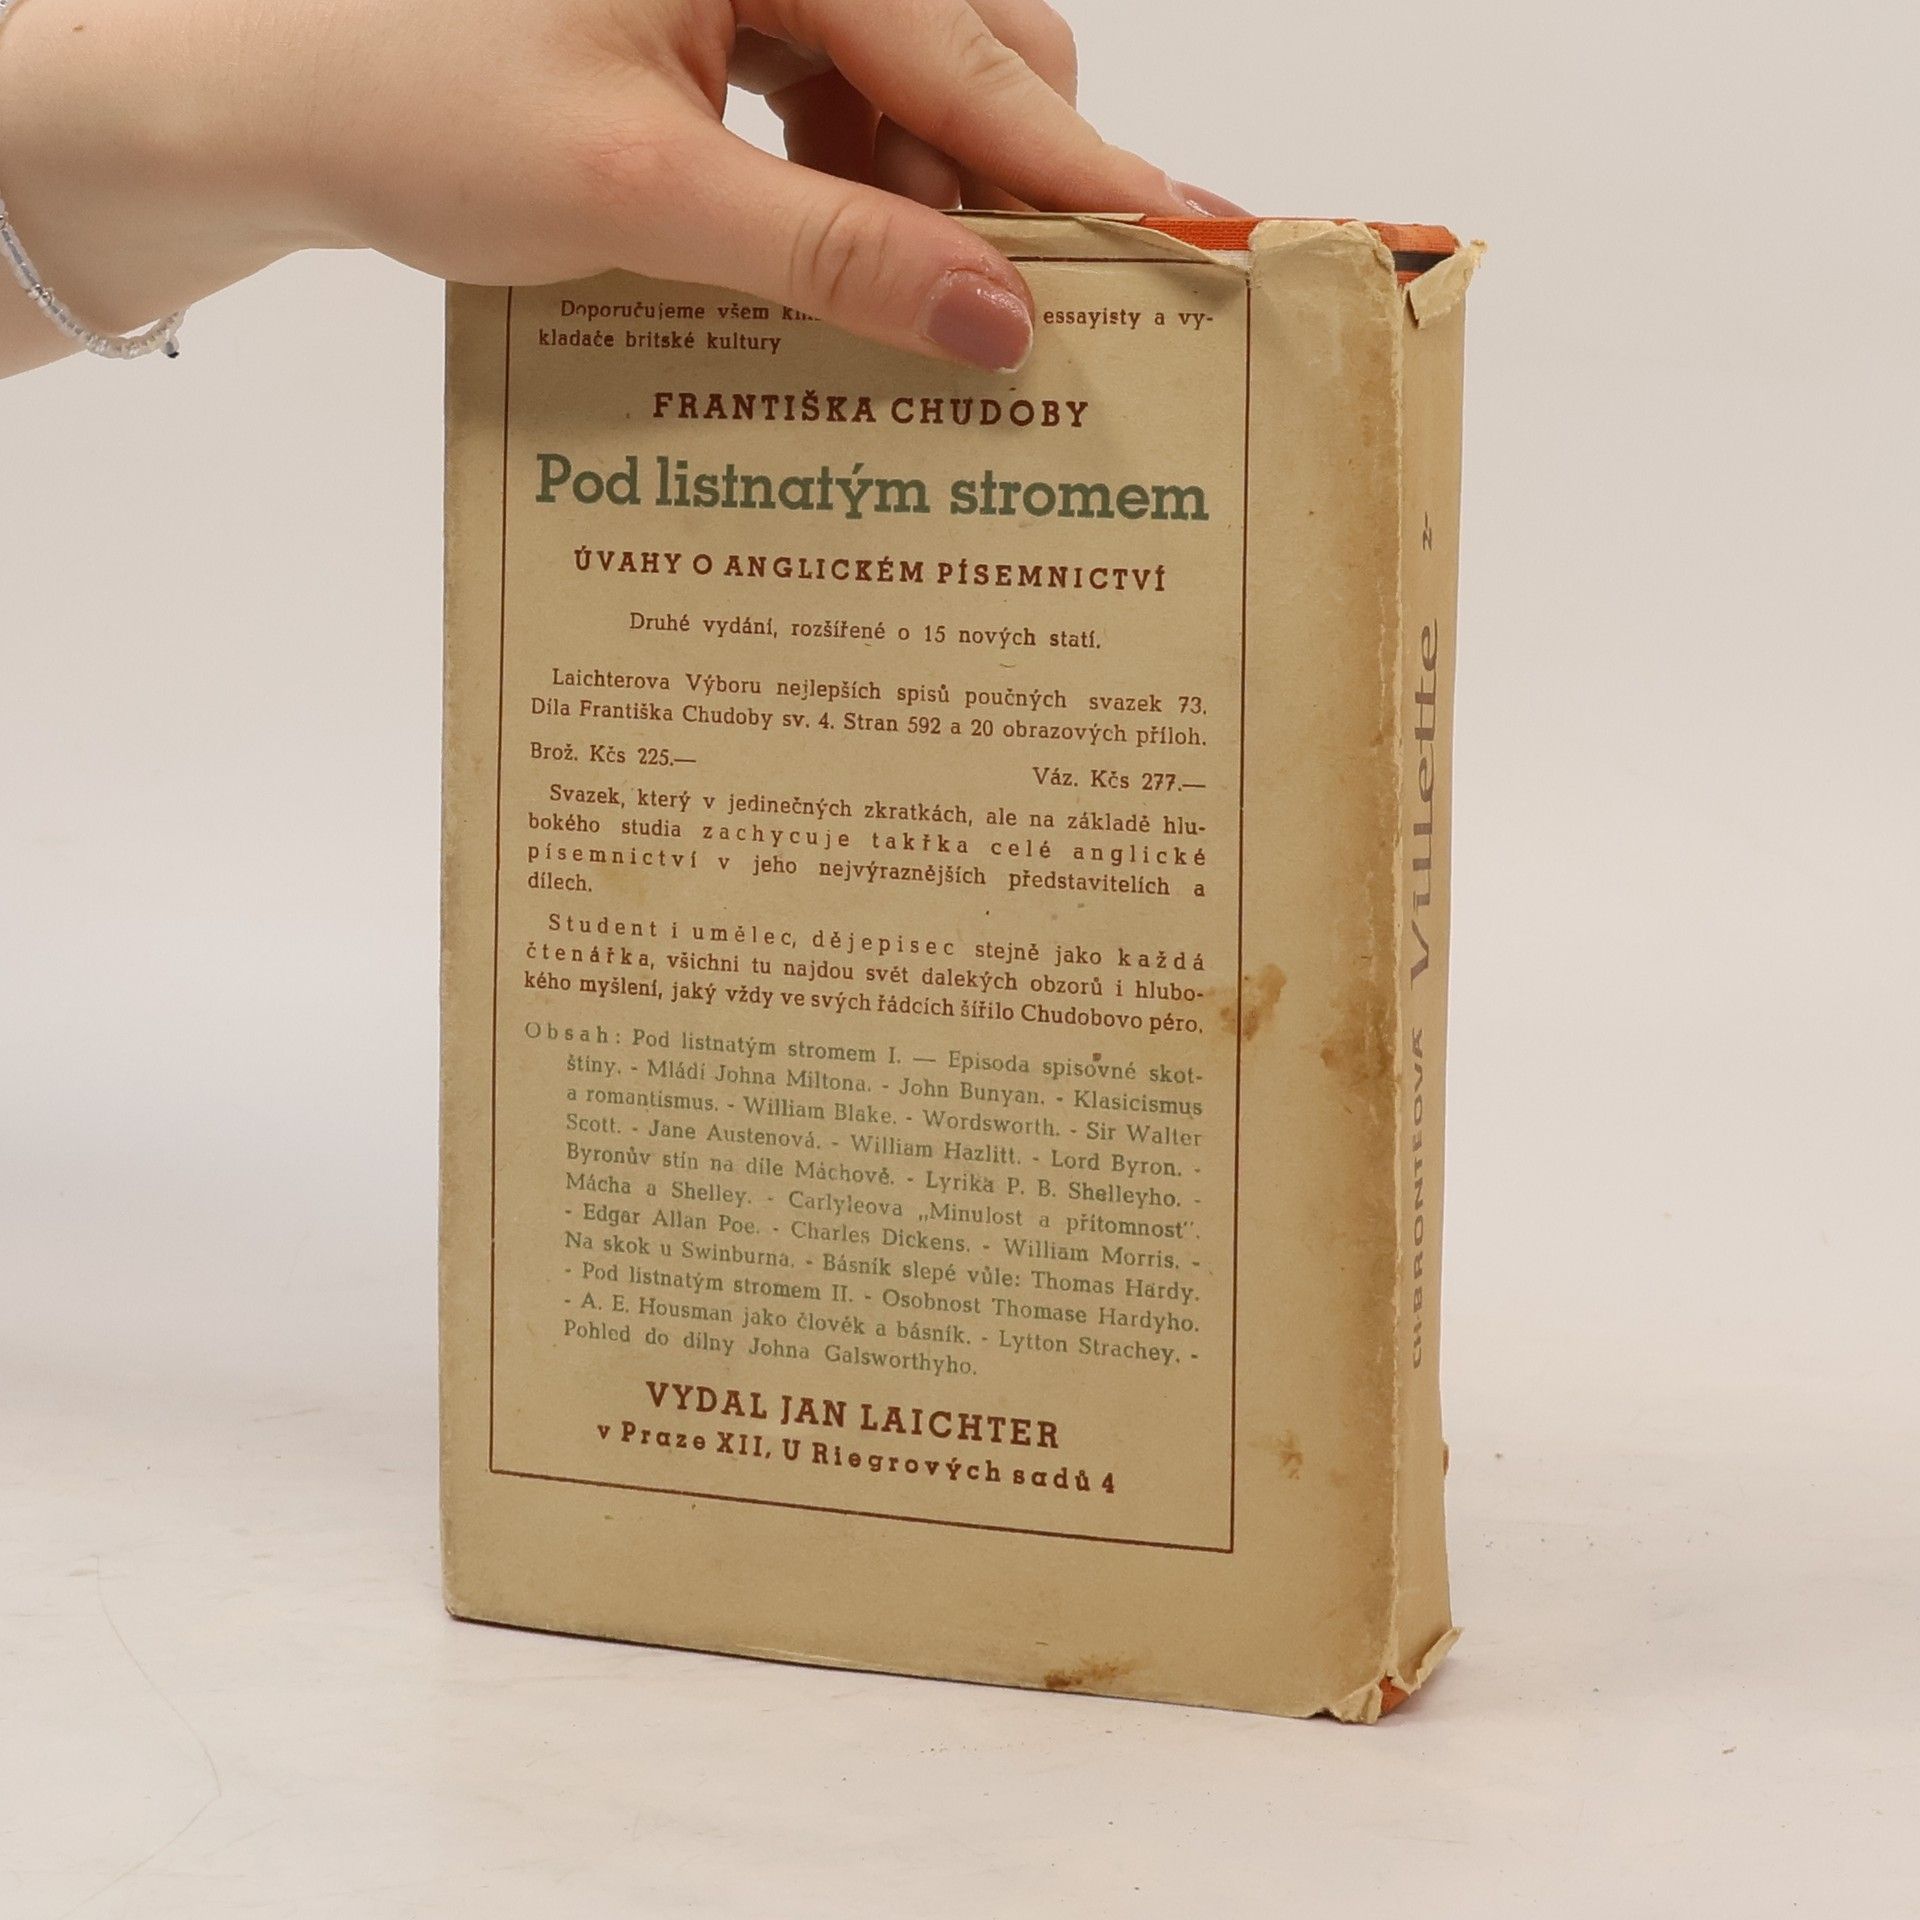 Doporučujeme všem essayisty a vy-
kladače britské kultury
FRANTIŠKA CHUDOBY
Pod listnatým stromem
ÚVAHY O ANGLICKÉM PÍSEMNICTVÍ
Druhé vydání, rozšířené o 15 nových statí.
Laichterova Výboru nejlepších spisů poučných svazek 73.
Díla Františka Chudoby sv. 4. Stran 592 a 20 obrazových příloh.
Brož. Kčs 225.— Váz. Kčs 277.—
Svazek, který v jedinečných zkratkách, ale na základě hlu-
bokého studia zachycuje takřka celé anglické
písemnictví v jeho nejvýraznějších představitelích a
dílech.
Student i umělec, dějepisec stejně jako každá
čtenářka, všichni tu najdou svět dalekých obzorů i hlubo-
kého myšlení, jaký vždy ve svých řádcích šířilo Chudobovo péro.
Obsah: Pod listnatým stromem I. — Episoda spisovné skot-
štiny. - Mládí Johna Miltona. - John Bunyan. - Klasicismus
a romantismus. - William Blake. - Wordsworth. - Sir Walter
Scott. - Jane Austenová. - William Hazlitt. - Lord Byron. -
Byronův stín na díle Máchově. - Lyrika P. B. Shelleyho. -
Mácha a Shelley. - Carlyleova „Minulost a přítomnost“.
- Edgar Allan Poe. - Charles Dickens. - William Morris. -
Na skok u Swinburna. - Básník slepé vůle: Thomas Hardy.
- Pod listnatým stromem II. - Osobnost Thomase Hardyho.
- A. E. Housman jako člověk a básník. - Lytton Strachey. -
Pohled do dílny Johna Galsworthyho.
VYDAL JAN LAICHTER
v Praze XII, U Riegrových sadů 4
CH. BRONTËOVÁ Villette 2